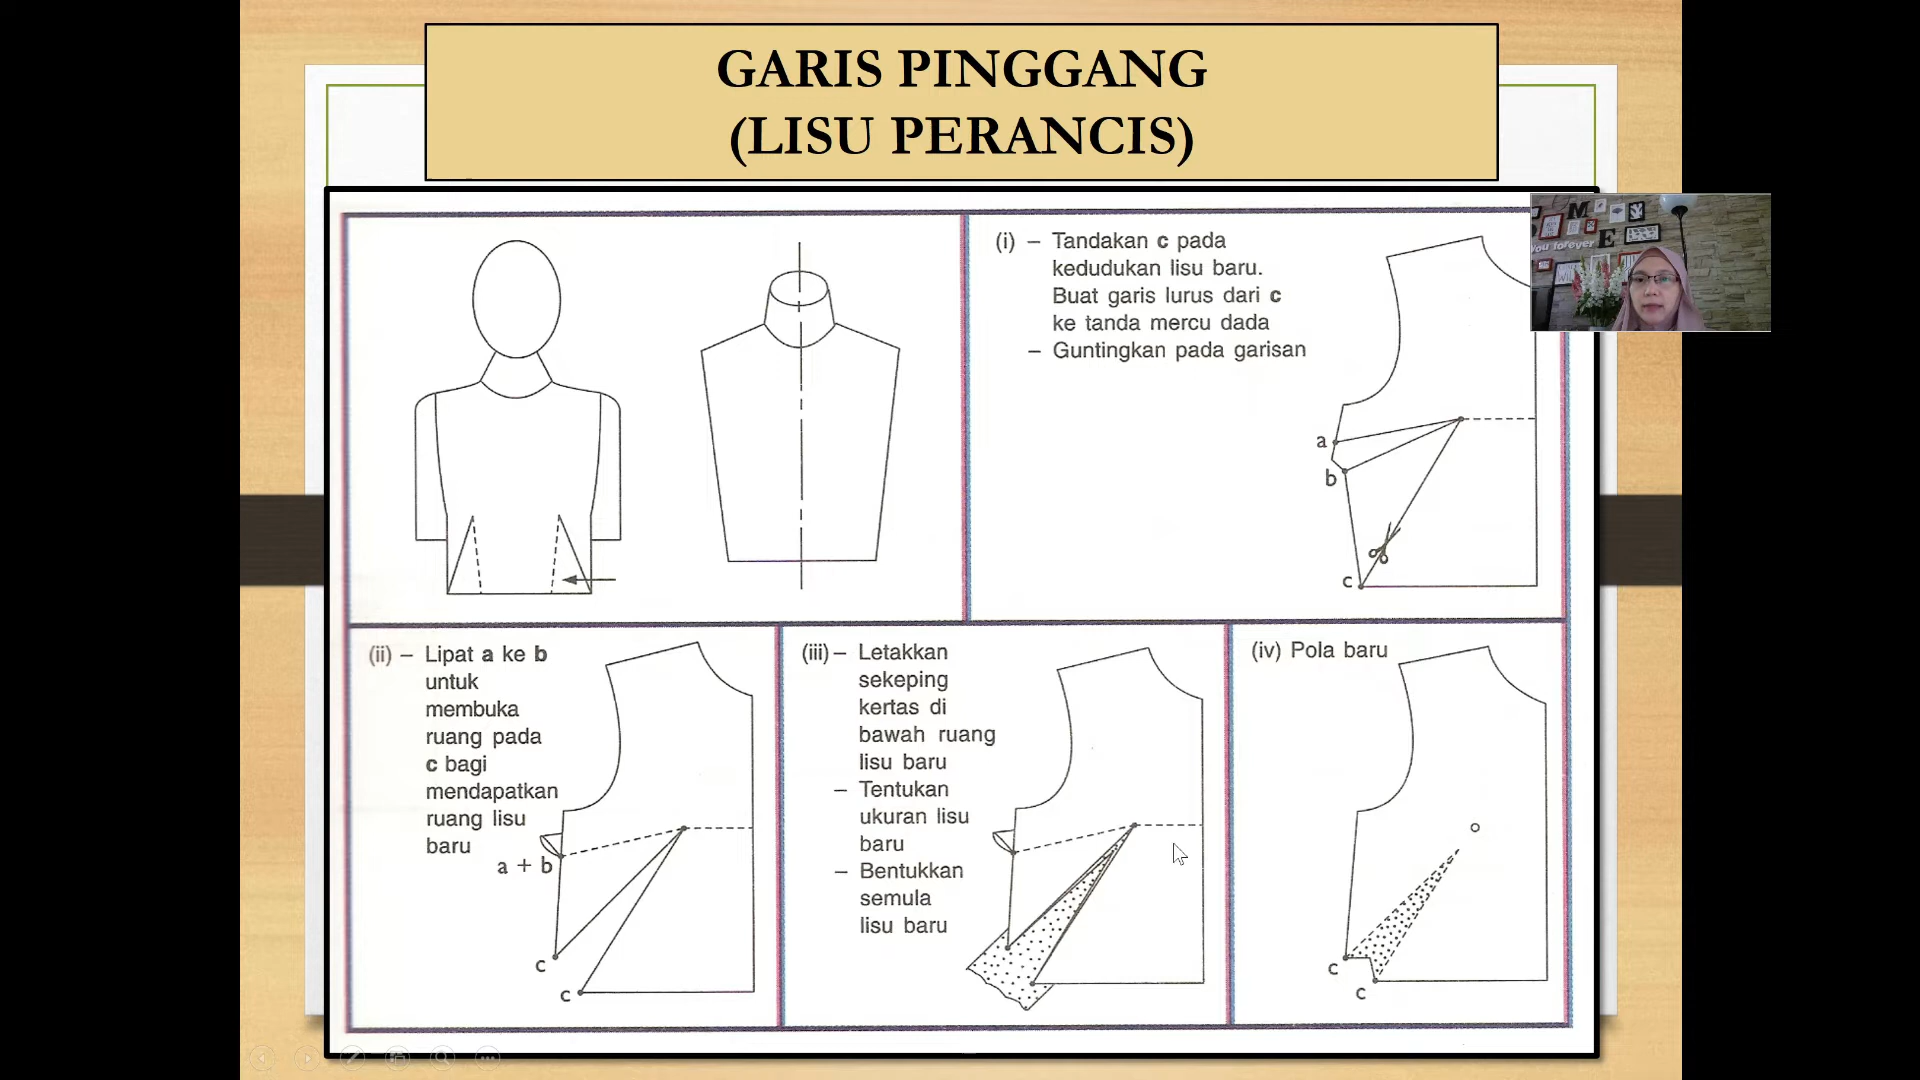 GARIS PINGGANG
(LISU PERANCIS)
(i) – Tandakan c pada
kedudukan lisu baru.
Buat garis lurus dari c
ke tanda mercu dada
– Guntingkan pada garisan
a
b
c
(ii) – Lipat a ke b
untuk
membuka
ruang pada
c bagi
mendapatkan
ruang lisu
baru
a + b
c
c
(iii) – Letakkan
sekeping
kertas di
bawah ruang
lisu baru
– Tentukan
ukuran lisu
baru
– Bentukkan
semula
lisu baru
(iv) Pola baru
c
c
M
E
you forever